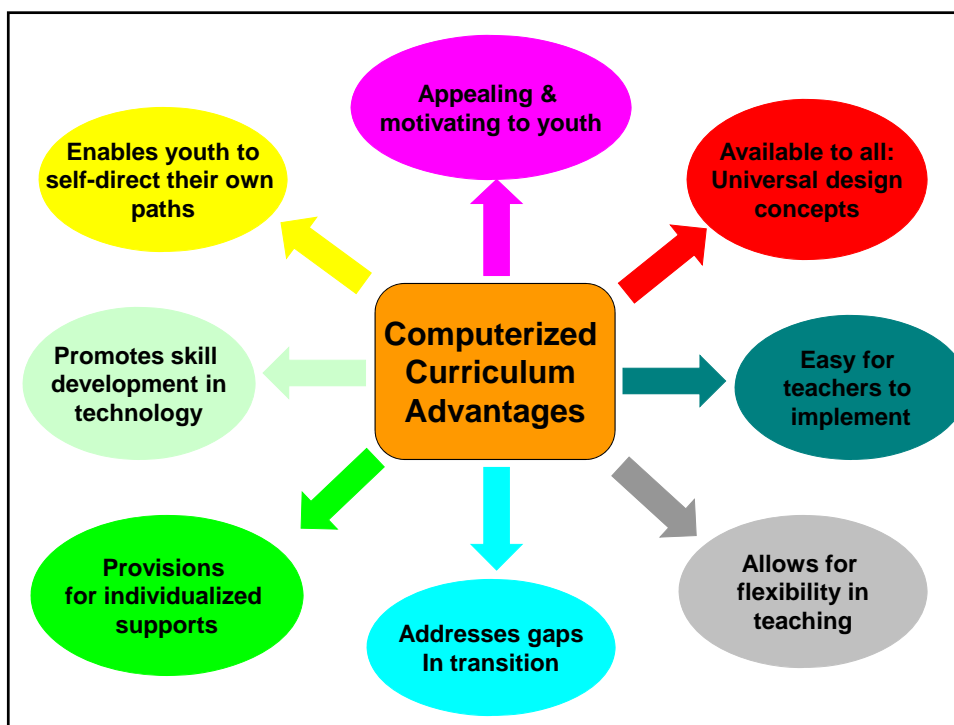 Appealing &
motivating to youth
Enables youth to
self-direct their own
paths
Available to all:
Universal design
concepts
Computerized
Curriculum
Advantages
Promotes skill
development in
technology
Easy for
teachers to
implement
Provisions
for individualized
supports
Addresses gaps
In transition
Allows for
flexibility in
teaching